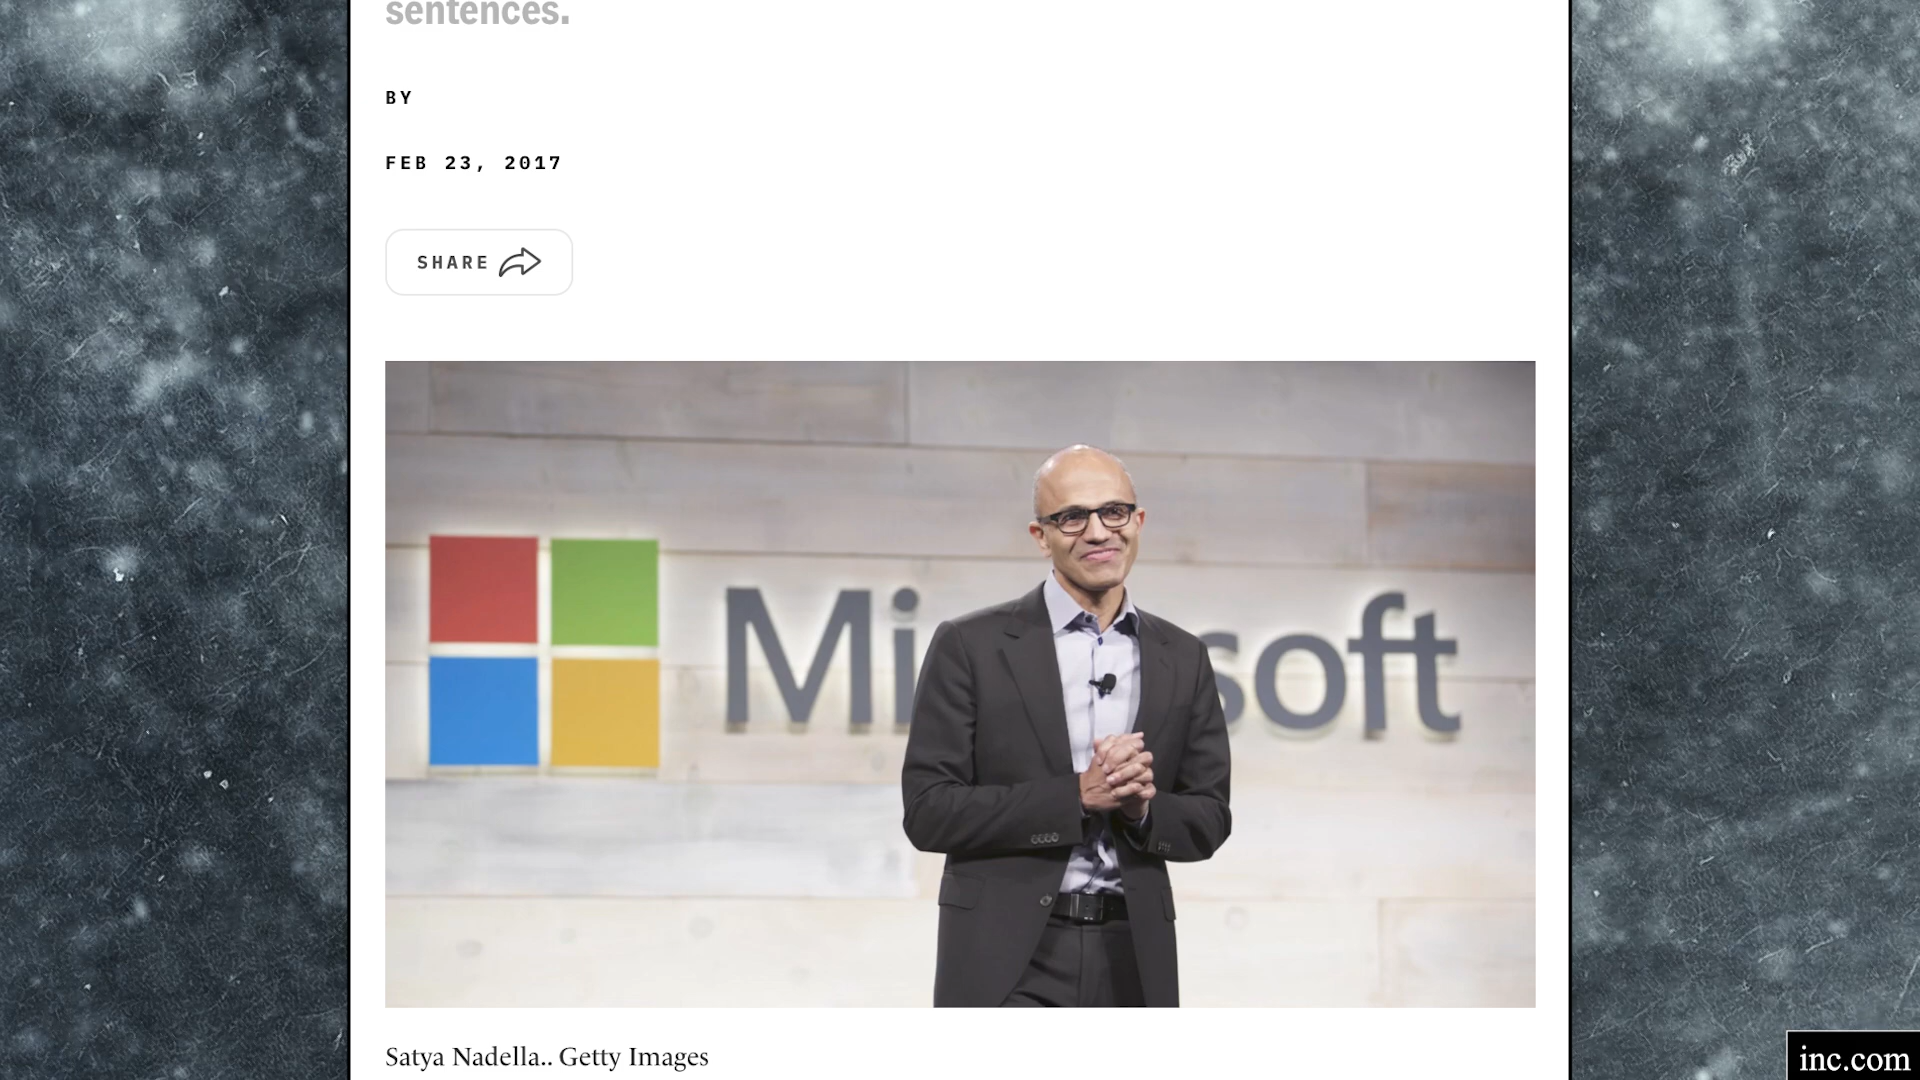 sentences.
BY
FEB 23, 2017
SHARE
Mi soft
Satya Nadella.. Getty Images
inc.com